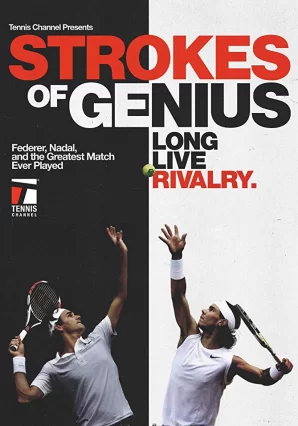 Tennis Channel Presents
STROKES
OF GENIUS
Federer, Nadal,
and the Greatest Match
Ever Played
LONG
LIVE
RIVALRY.
TENNIS
CHANNEL